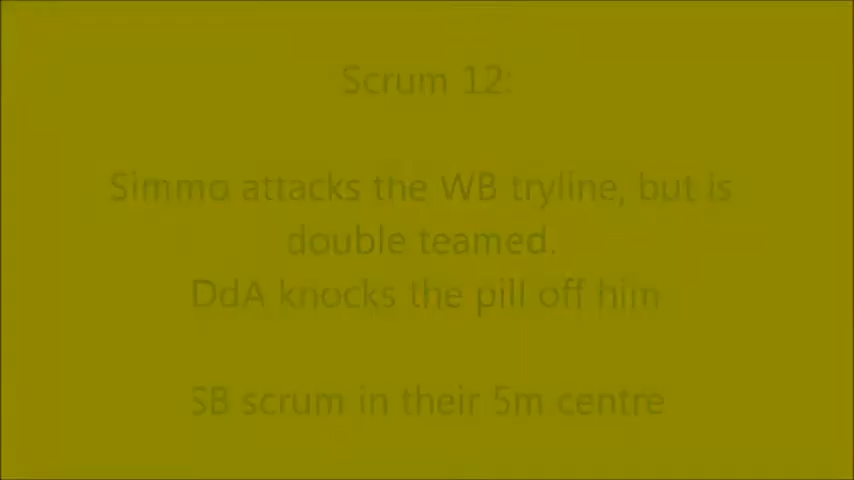 Scrum 12:
Simmo attacks the WB tryline, but is
double teamed.
DdA knocks the pill off him
SB scrum in their 5m centre